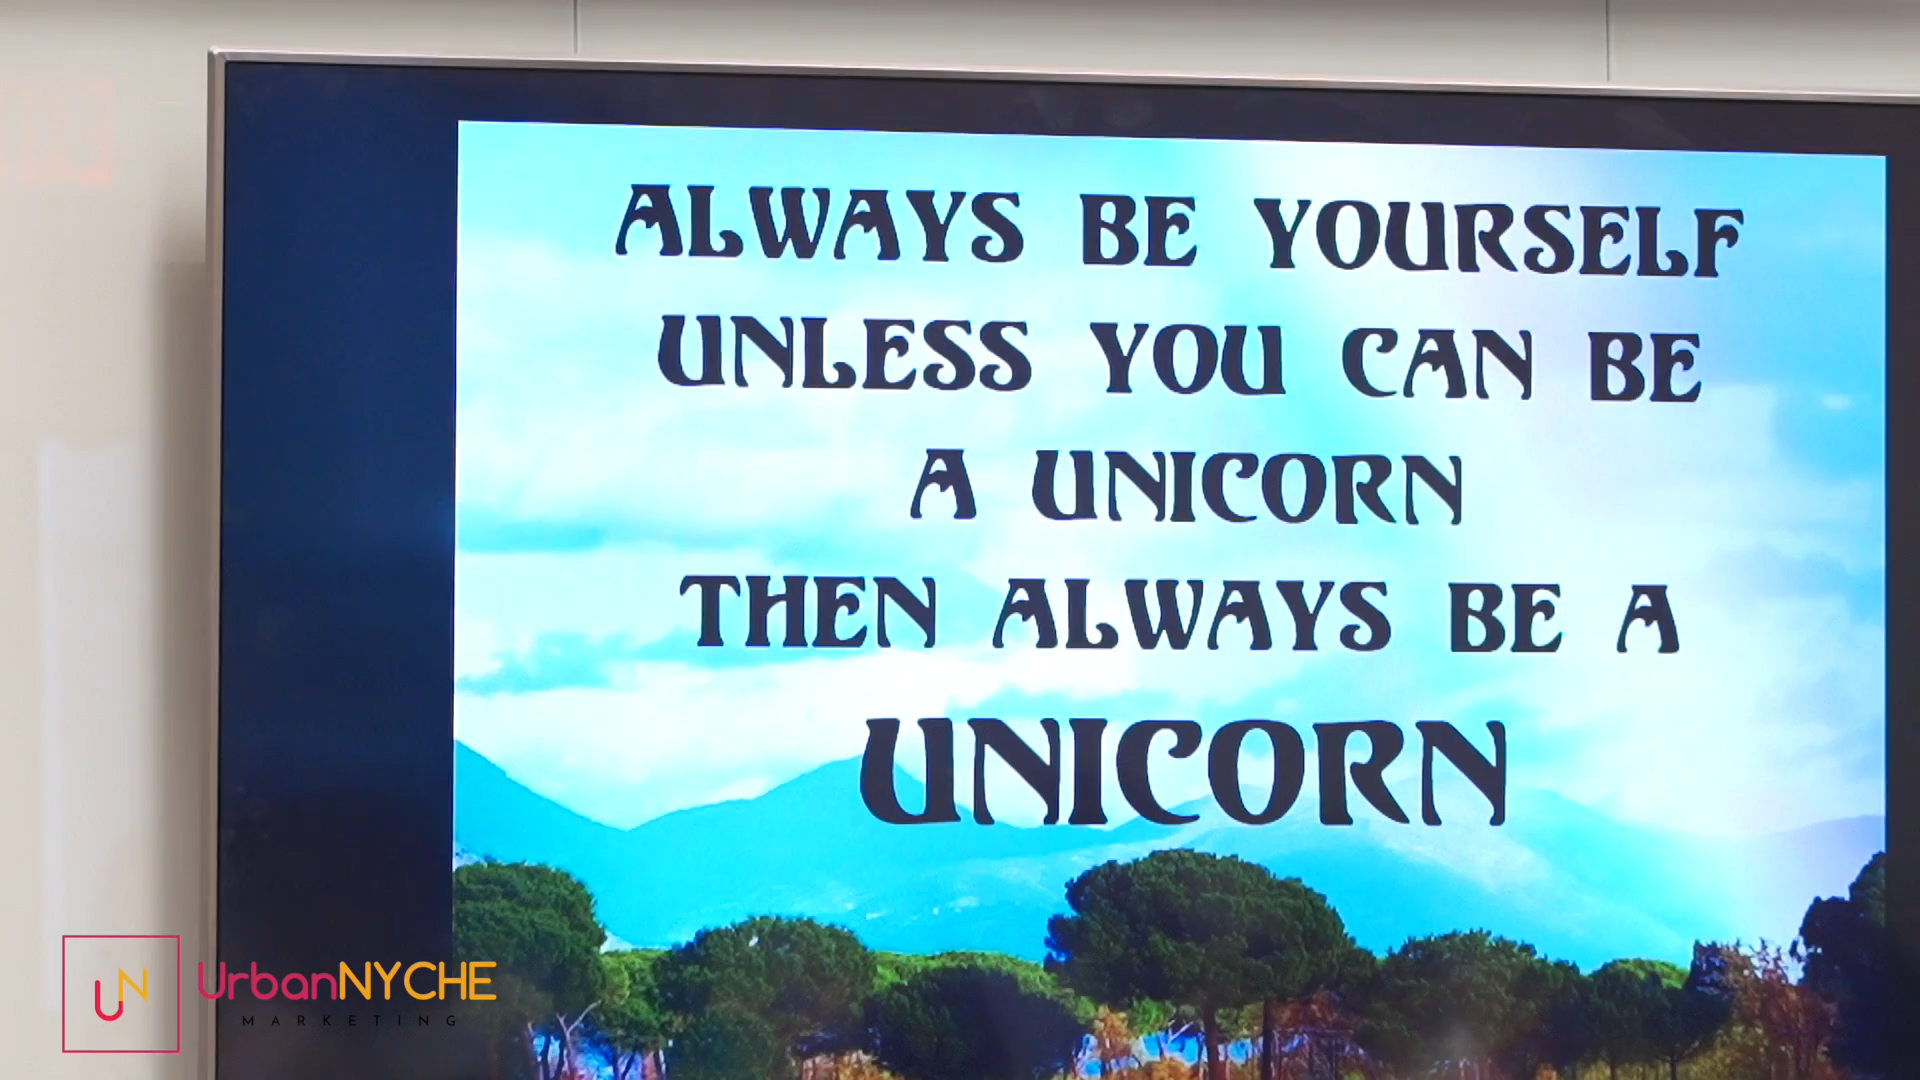 ALWAYS BE YOURSELF
UNLESS YOU CAN BE
A UNICORN
THEN ALWAYS BE A
UNICORN
UN
UrbanNYCHE
MARKETING